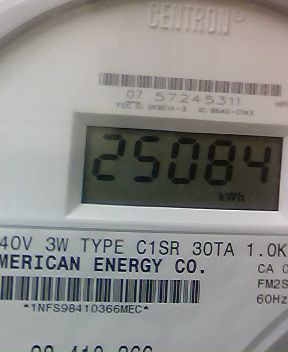 CENTRON®
07 57245311
25084
kWh
40V 3W TYPE C1SR 30TA 1.0K
MERICAN ENERGY CO.
CA 0
FM2S
60Hz
*1NFS98410366MEC*